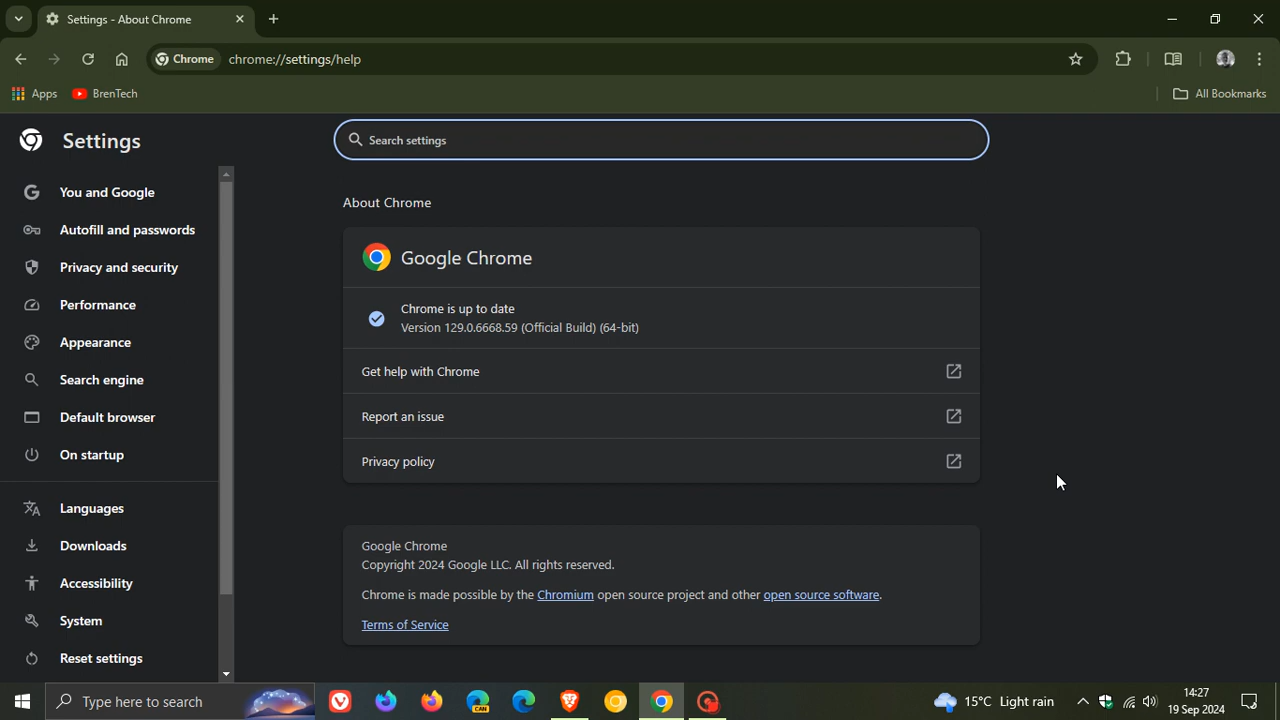 Settings - About Chrome
Chrome
chrome://settings/help
Apps
BrenTech
All Bookmarks
Settings
Search settings
You and Google
Autofill and passwords
Privacy and security
Performance
Appearance
Search engine
Default browser
On startup
Languages
Downloads
Accessibility
System
Reset settings
About Chrome
Google Chrome
Chrome is up to date
Version 129.0.6668.59 (Official Build) (64-bit)
Get help with Chrome
Report an issue
Privacy policy
Google Chrome
Copyright 2024 Google LLC. All rights reserved.
Chrome is made possible by the Chromium open source project and other open source software.
Terms of Service
Type here to search
CAN
15°C Light rain
14:27
19 Sep 2024